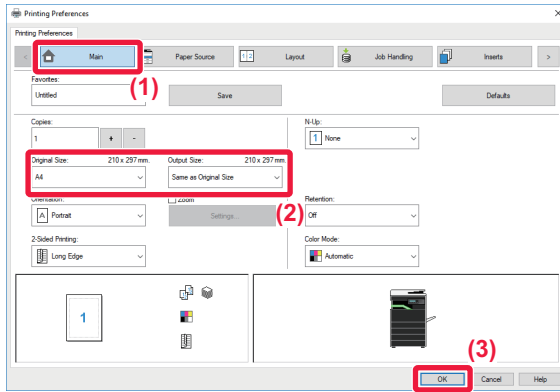 Printing Preferences
Printing Preferences
Main
Paper Source
1 2
Layout
Job Handling
Inserts
(1)
Favorites:
Untitled
Save
Defaults
Copies:
1
+
-
N-Up:
1
None
Original Size:
210 x 297 mm.
Output Size:
210 x 297 mm.
A4
Same as Original Size
(2)
Orientation:
Zoom
Retention:
A
Portrait
Settings...
Off
2-Sided Printing:
Color Mode:
Long Edge
Automatic
1
(3)
OK
Cancel
Help